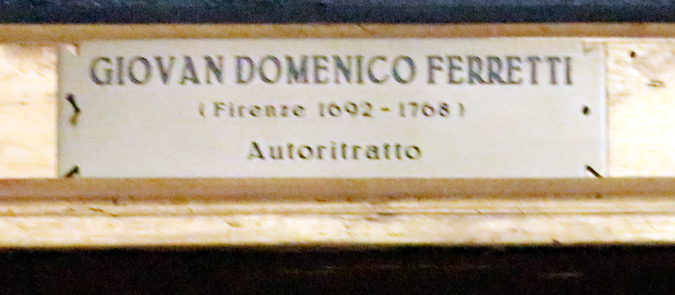 GIOVAN DOMENICO FERRETTI
(Firenze 1692-1768)
Autoritratto